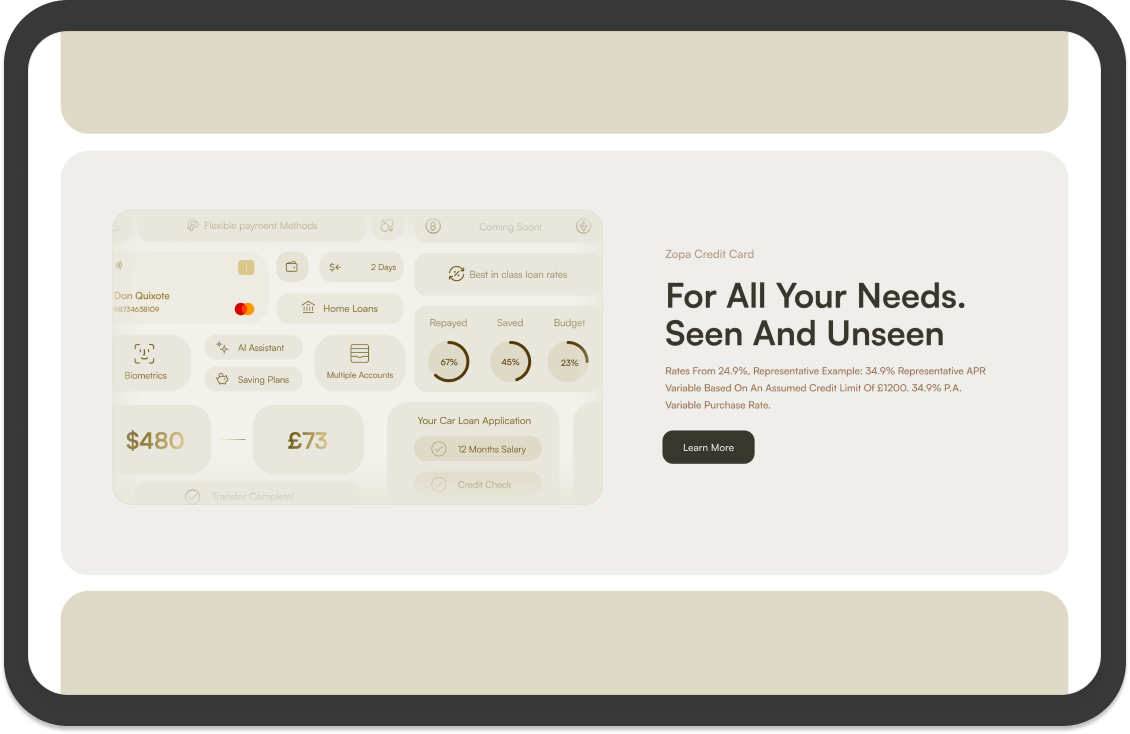 S
Flexible payment Methods
Coming Soon!
Don Quixote
98734638109
$
2 Days
Home Loans
Best in class loan rates
Repayed
Saved
Budget
67%
45%
23%
Biometrics
AI Assistant
Saving Plans
Multiple Accounts
$480
£73
Transfer Complete!
Your Car Loan Application
12 Months Salary
Credit Check
Zopa Credit Card
For All Your Needs.
Seen And Unseen
Rates From 24.9%, Representative Example: 34.9% Representative APR
Variable Based On An Assumed Credit Limit Of £1200. 34.9% P.A.
Variable Purchase Rate.
Learn More